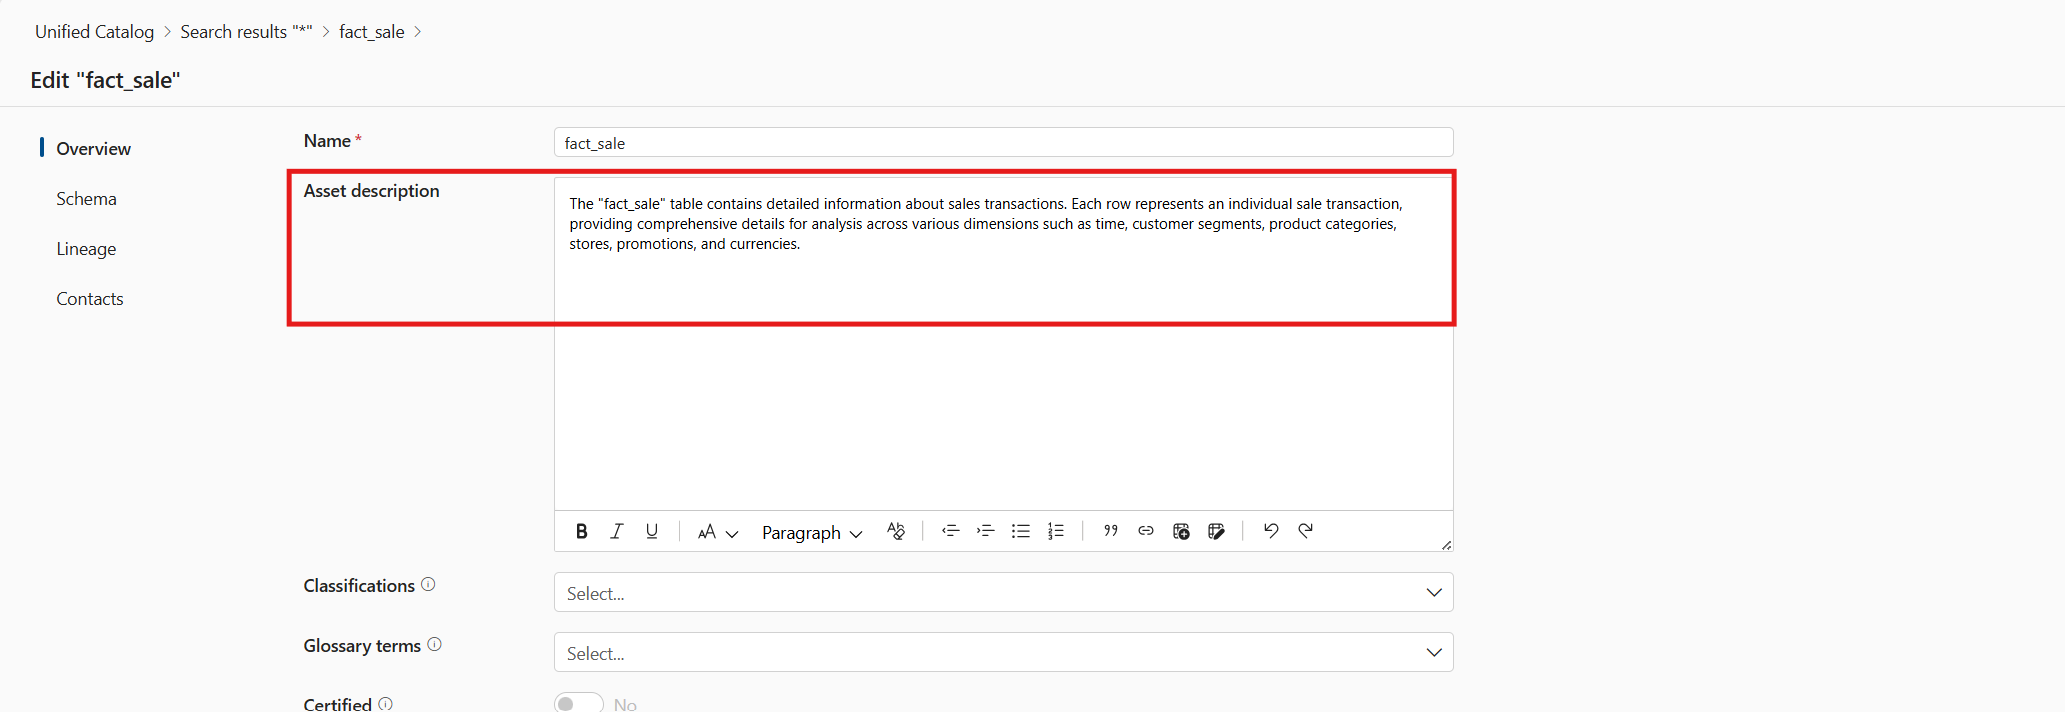 Unified Catalog > Search results "*" > fact_sale >
Edit "fact_sale"
Overview
Schema
Lineage
Contacts
Name *
fact_sale
Asset description
The "fact_sale" table contains detailed information about sales transactions. Each row represents an individual sale transaction,
providing comprehensive details for analysis across various dimensions such as time, customer segments, product categories,
stores, promotions, and currencies.
B I U AA Paragraph
Classifications
Select...
Glossary terms
Select...
Certified
No